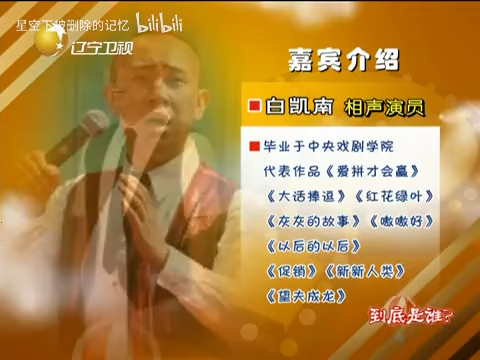 星空下被删除的记忆 bilibili
辽宁卫视
嘉宾介绍
白凯南 相声演员
毕业于中央戏剧学院
代表作品《爱拼才会赢》
《大话捧逗》《红花绿叶》
《灰灰的故事》《嗷嗷好》
《以后的以后》
《促销》《新新人类》
《望夫成龙》
到底是谁？